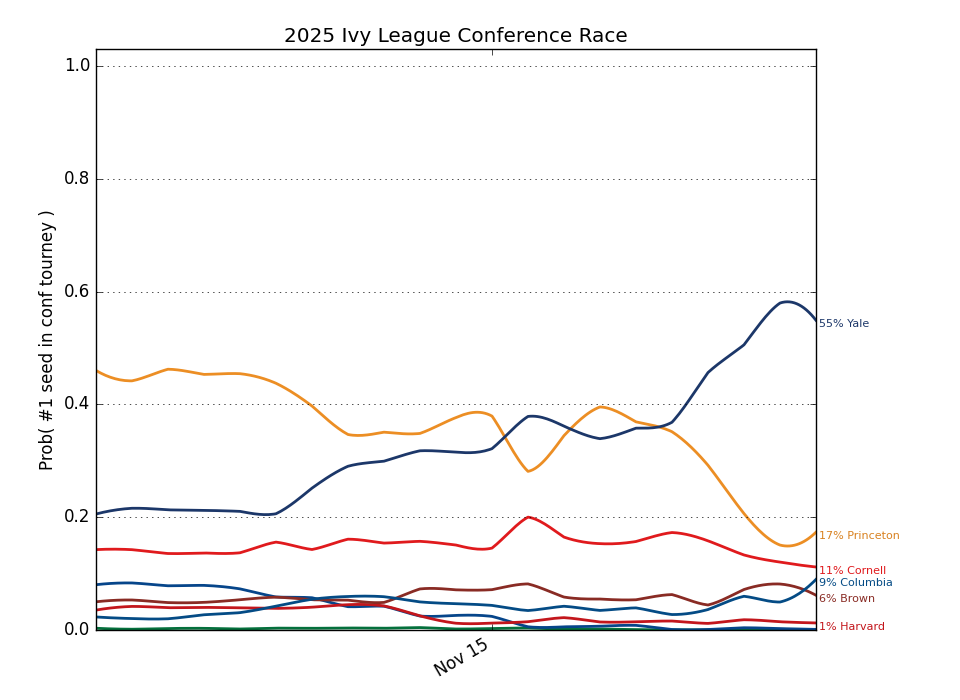 2025 Ivy League Conference Race
Prob( #1 seed in conf tourney )
1.0
0.8
0.6
0.4
0.2
0.0
Nov 15
55% Yale
17% Princeton
11% Cornell
9% Columbia
6% Brown
1% Harvard